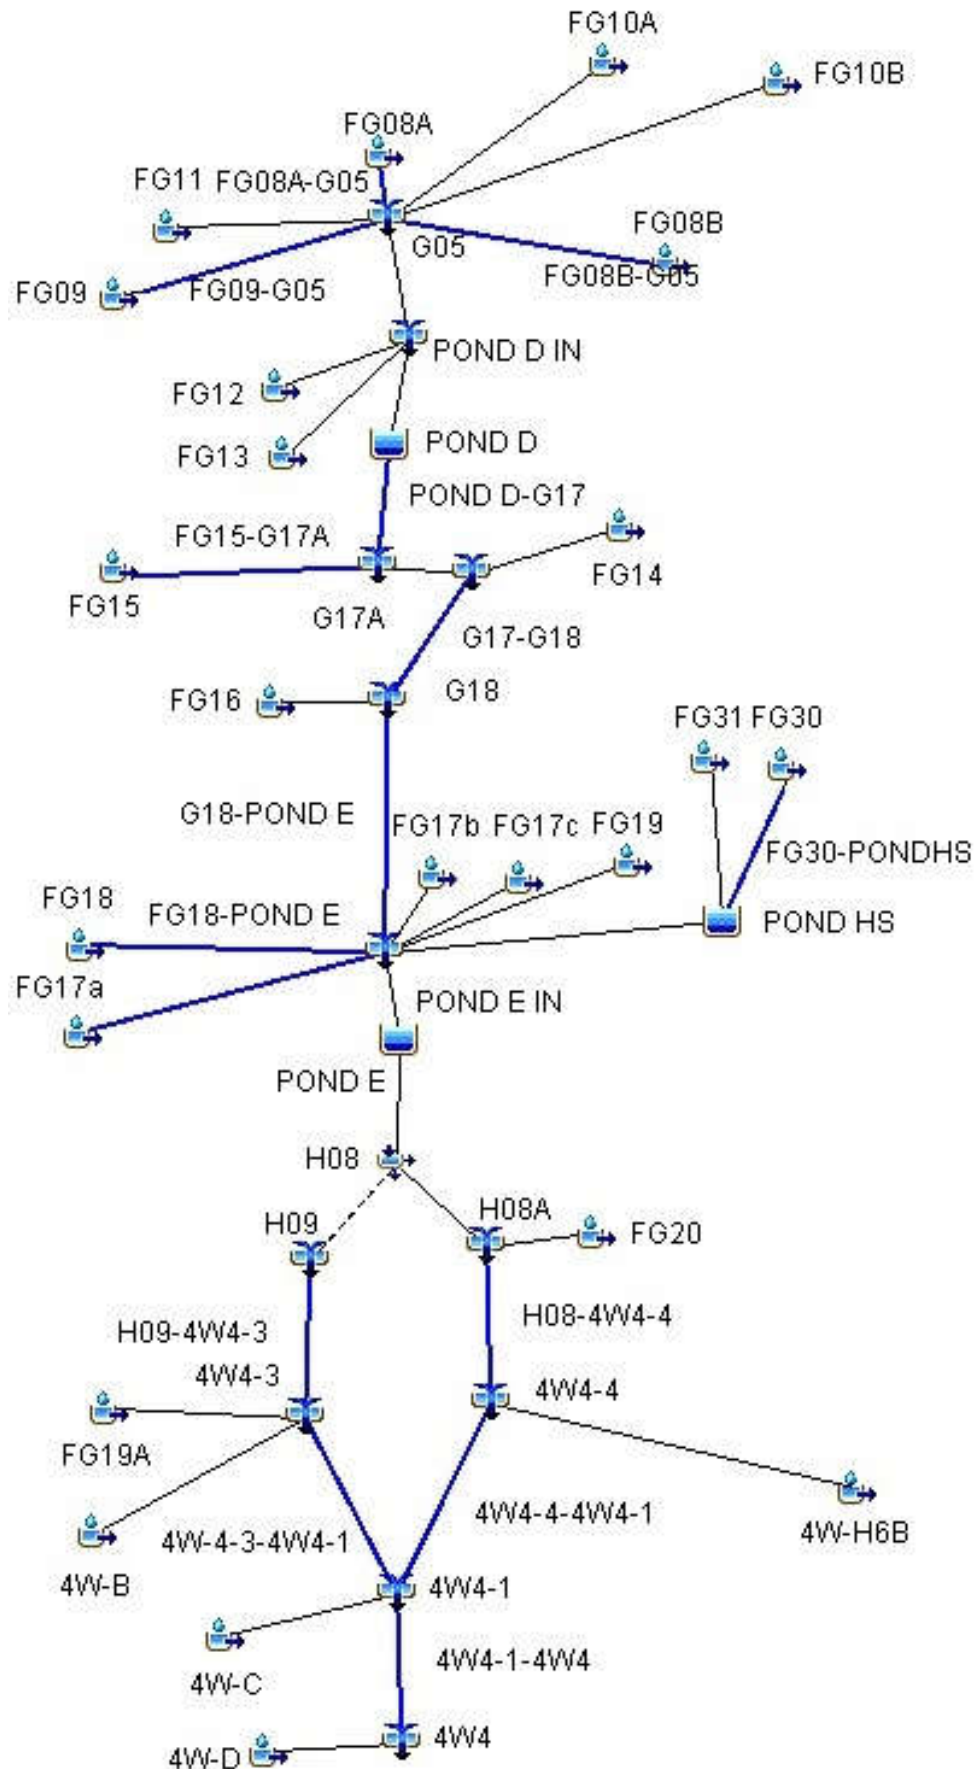 FG10A
FG10B
FG08A
FG11
FG08A-G05
FG08B
G05
FG09
FG09-G05
FG08B-G05
POND D IN
FG12
FG13
POND D
POND D-G17
FG15-G17A
FG14
FG15
G17A
G17-G18
G18
FG16
FG31
FG30
G18-POND E
FG17b
FG17c
FG19
FG30-PONDHS
FG18
FG18-POND E
POND HS
FG17a
POND E IN
POND E
H08
H09
H08A
FG20
H09-4W4-3
H08-4W4-4
4W4-3
4W4-4
FG19A
4W-4-3-4W4-1
4W4-4-4W4-1
4W-H6B
4W-B
4W4-1
4W-C
4W4-1-4W4
4W4
4W-D